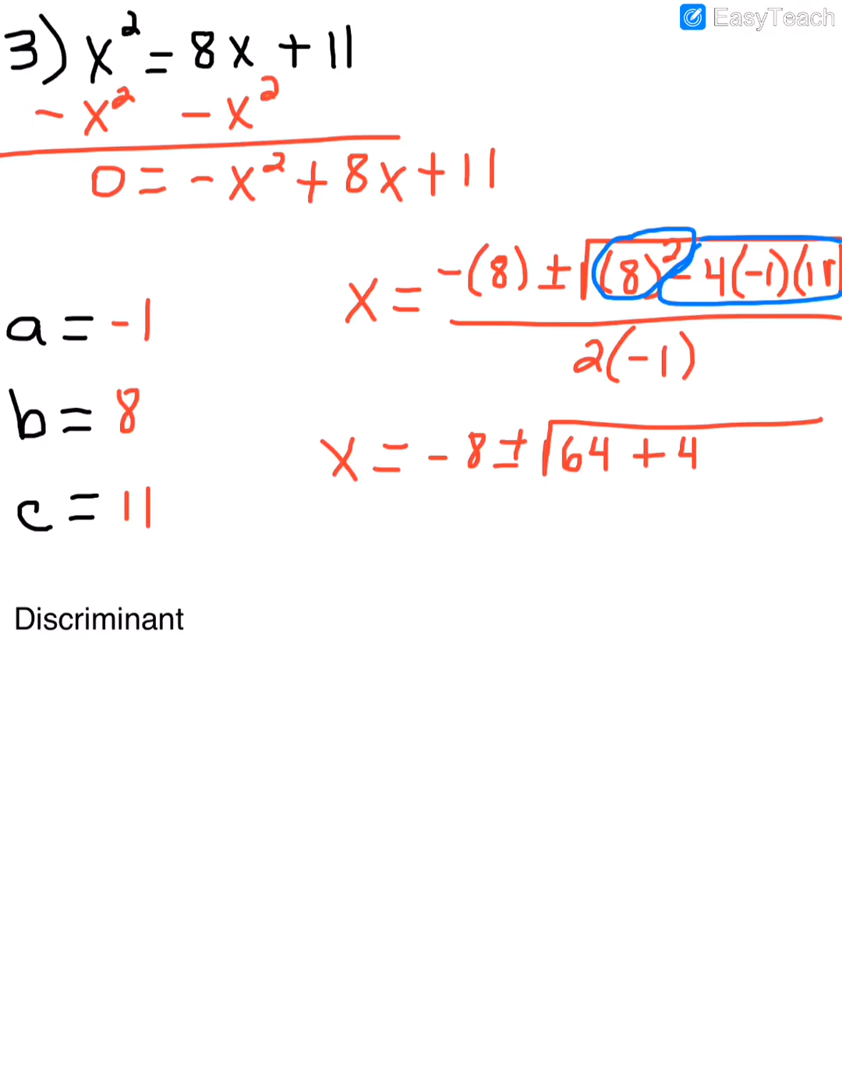 EasyTeach
3) x² = 8x + 11
- x² - x²
0 = - x² + 8x + 11
x = -(8) ± √(8)² - 4(-1)(11
2(-1)
a = -1
b = 8
x = - 8 ± √64 + 4
c = 11
Discriminant